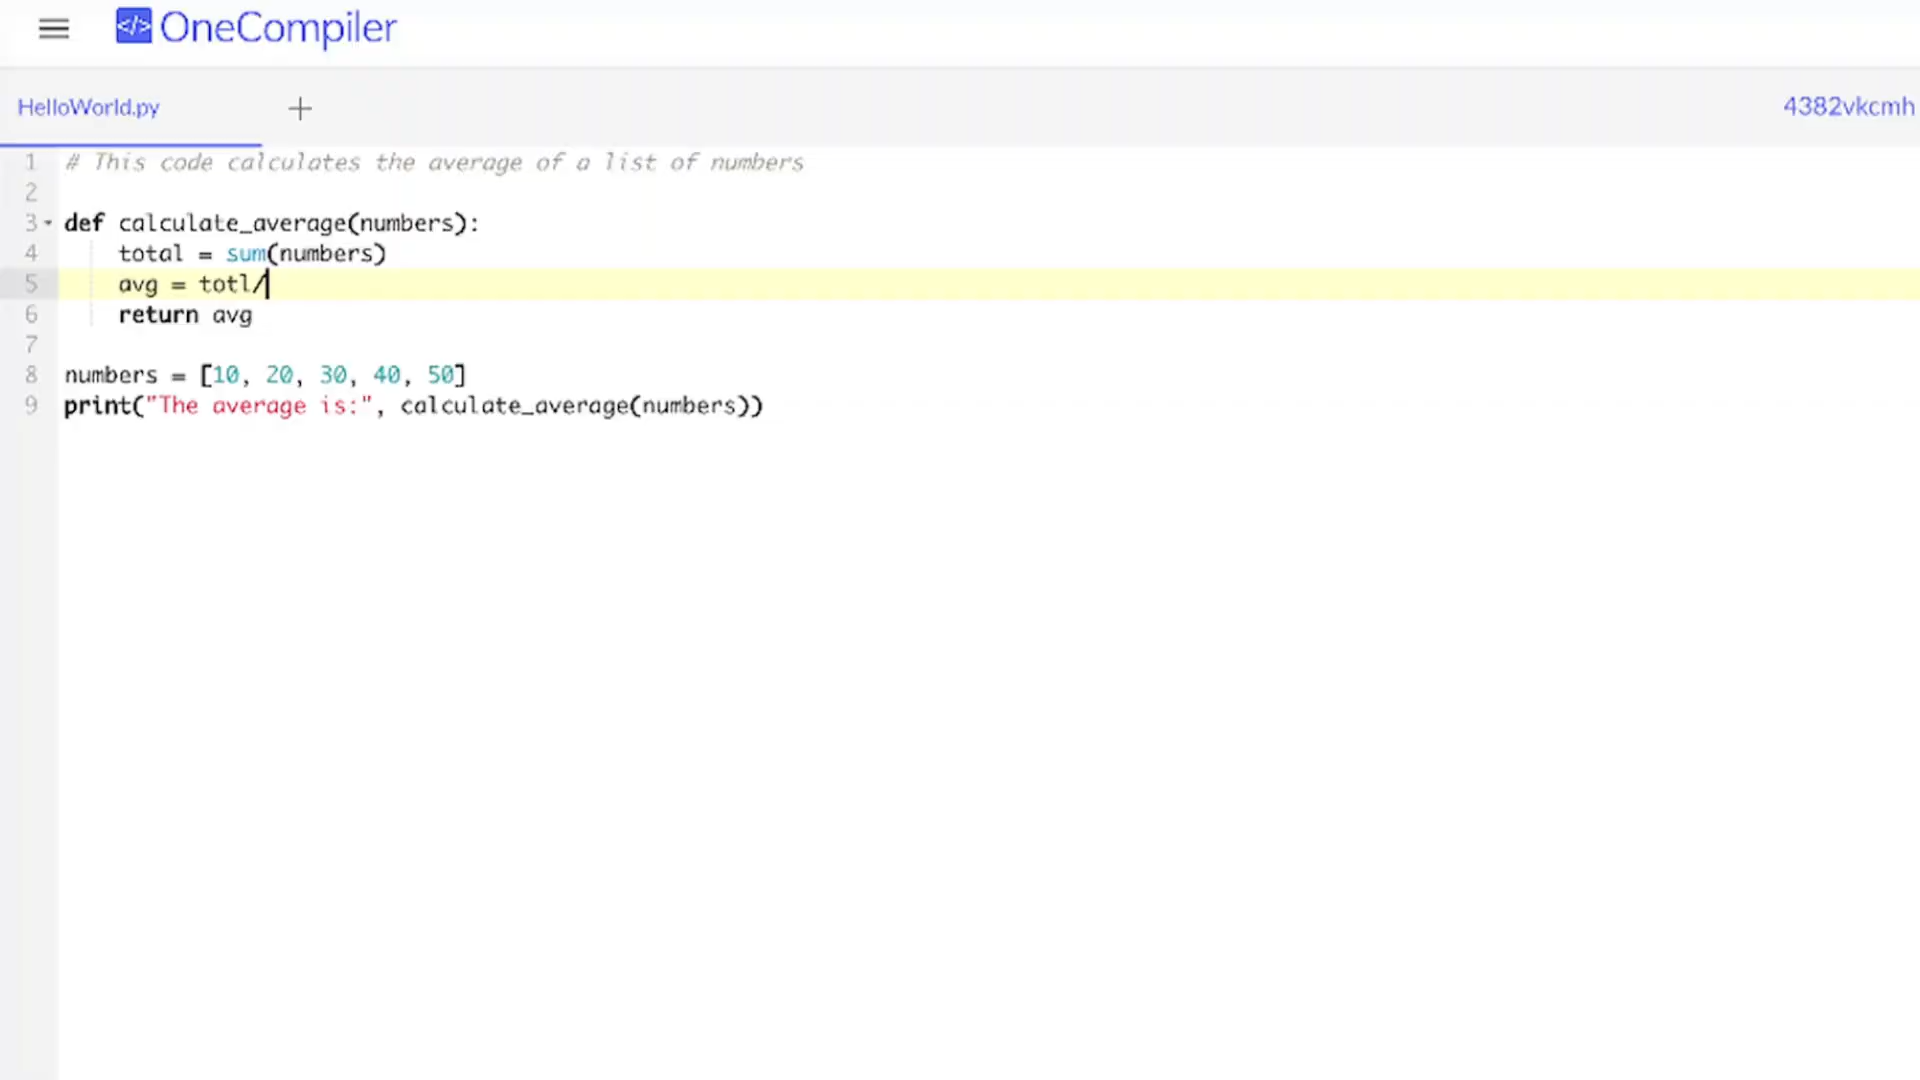 </> OneCompiler
HelloWorld.py +
4382vkcmh
1 # This code calculates the average of a list of numbers
2
3 def calculate_average(numbers):
4     total = sum(numbers)
5     avg = totl/
6     return avg
7
8 numbers = [10, 20, 30, 40, 50]
9 print("The average is:", calculate_average(numbers))